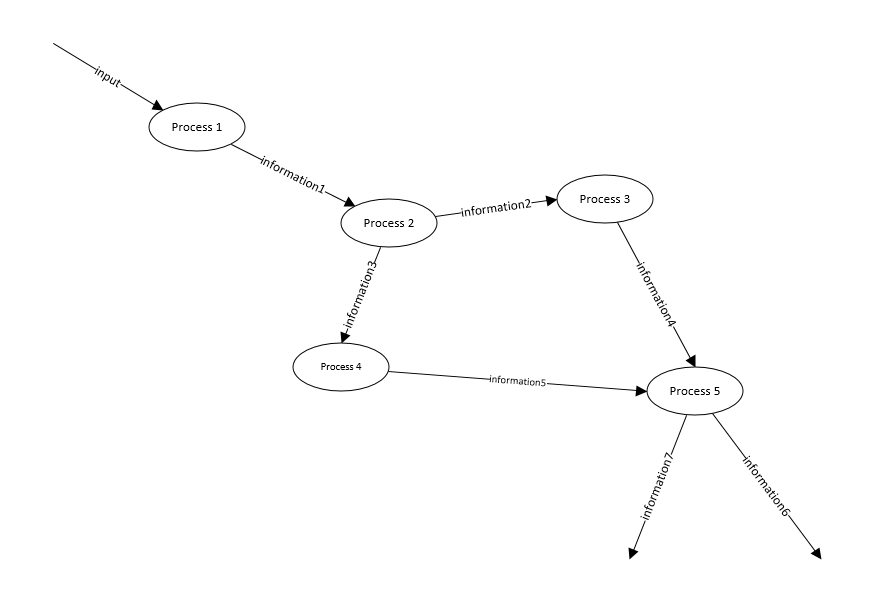 input
Process 1
information1
Process 2
information2
Process 3
information3
information4
Process 4
information5
Process 5
information7
information6